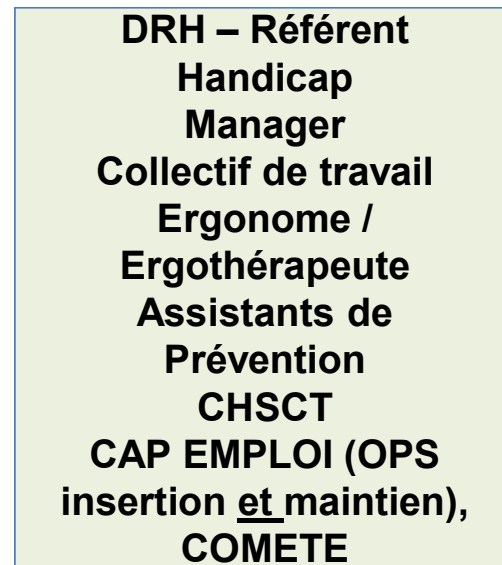 DRH – Référent
Handicap
Manager
Collectif de travail
Ergonome /
Ergothérapeute
Assistants de
Prévention
CHSCT
CAP EMPLOI (OPS
insertion et maintien),
COMETE